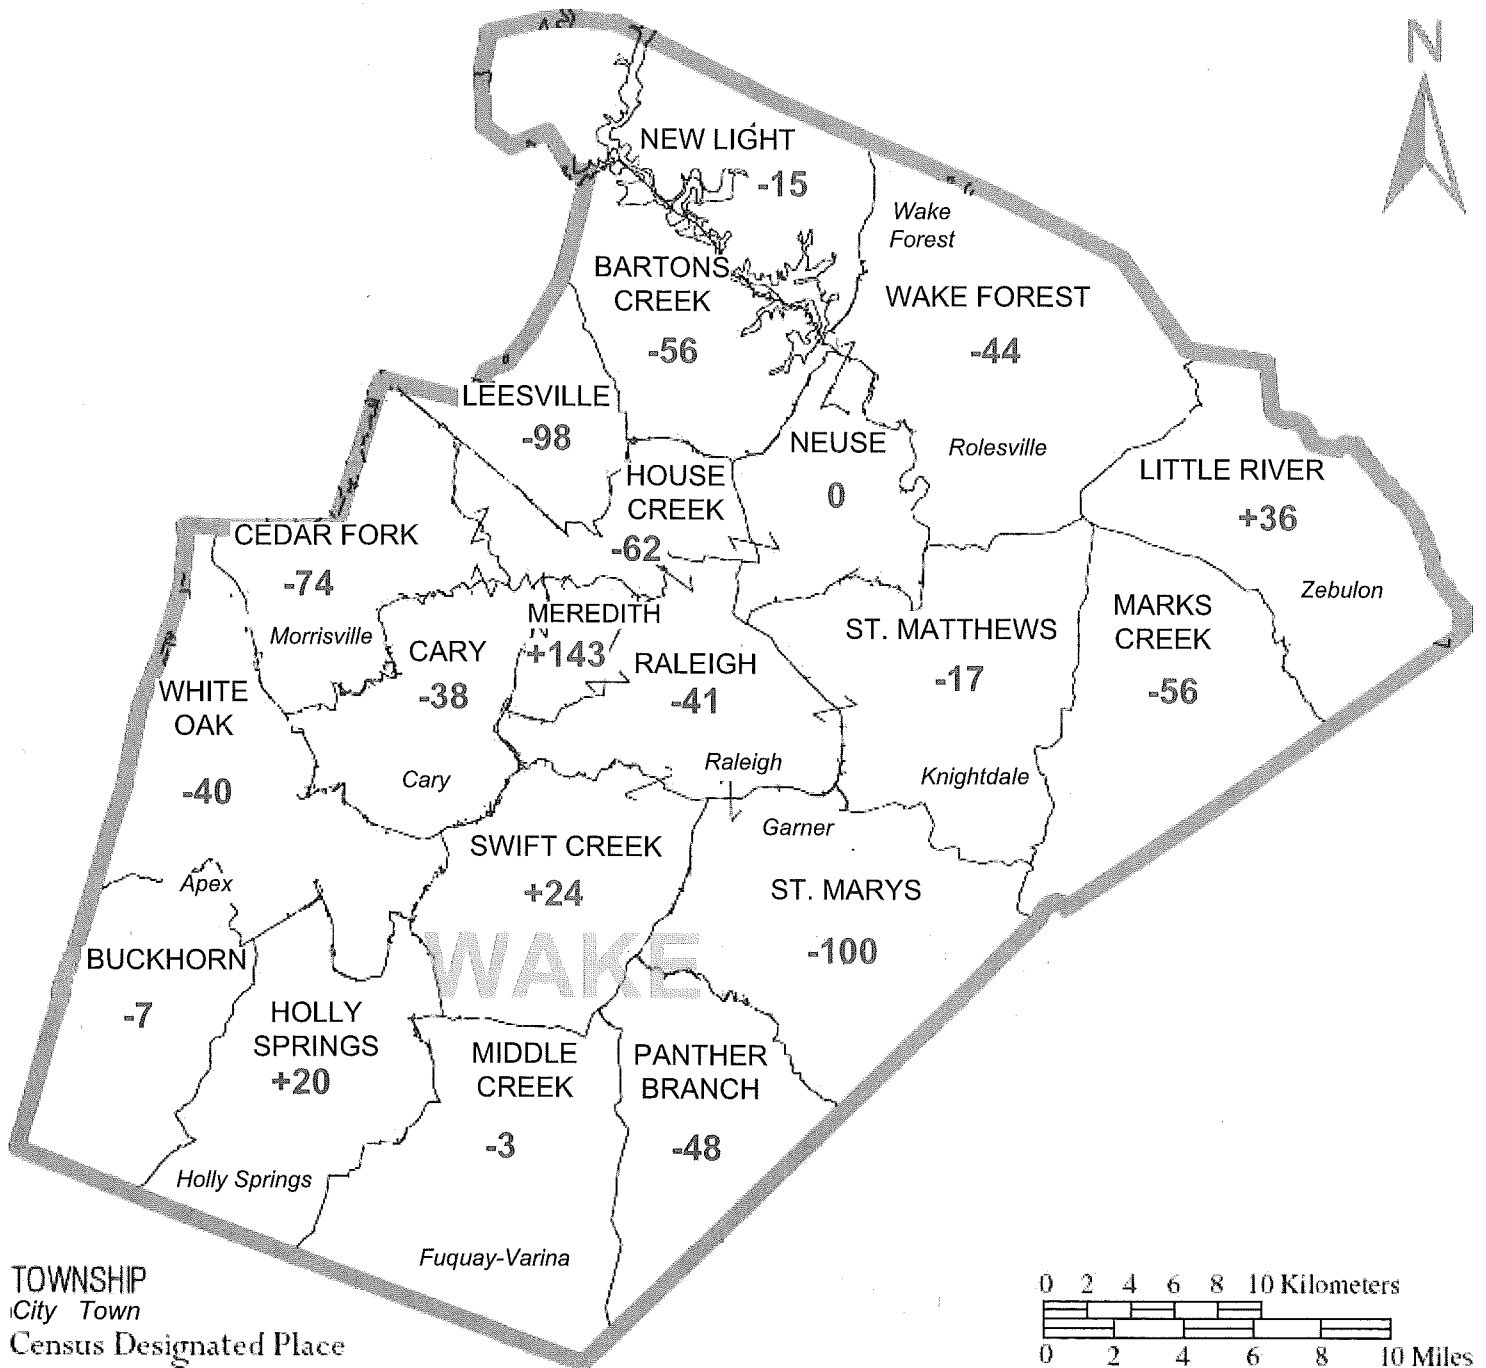 N
NEW LIGHT
-15
Wake
Forest
BARTONS
CREEK
-56
WAKE FOREST
-44
LEESVILLE
-98
NEUSE
0
Rolesville
HOUSE
CREEK
-62
LITTLE RIVER
+36
Zebulon
CEDAR FORK
-74
Morrisville
MEREDITH
+143
CARY
-38
Cary
RALEIGH
-41
Raleigh
ST. MATTHEWS
-17
Knightdale
MARKS
CREEK
-56
WHITE
OAK
-40
Apex
SWIFT CREEK
+24
Garner
ST. MARYS
-100
WAKE
BUCKHORN
-7
HOLLY
SPRINGS
+20
Holly Springs
MIDDLE
CREEK
-3
Fuquay-Varina
PANTHER
BRANCH
-48
TOWNSHIP
City Town
Census Designated Place
0 2 4 6 8 10 Kilometers
0 2 4 6 8 10 Miles